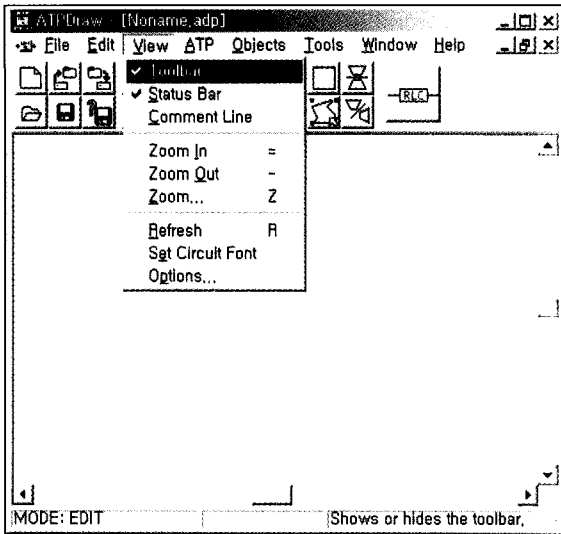 ATPDraw - [Noname.adp]
File Edit View ATP Objects Tools Window Help
Toolbar
Status Bar
Comment Line
Zoom In =
Zoom Out -
Zoom... Z
Refresh R
Set Circuit Font
Options...
RLC
MODE: EDIT
Shows or hides the toolbar.